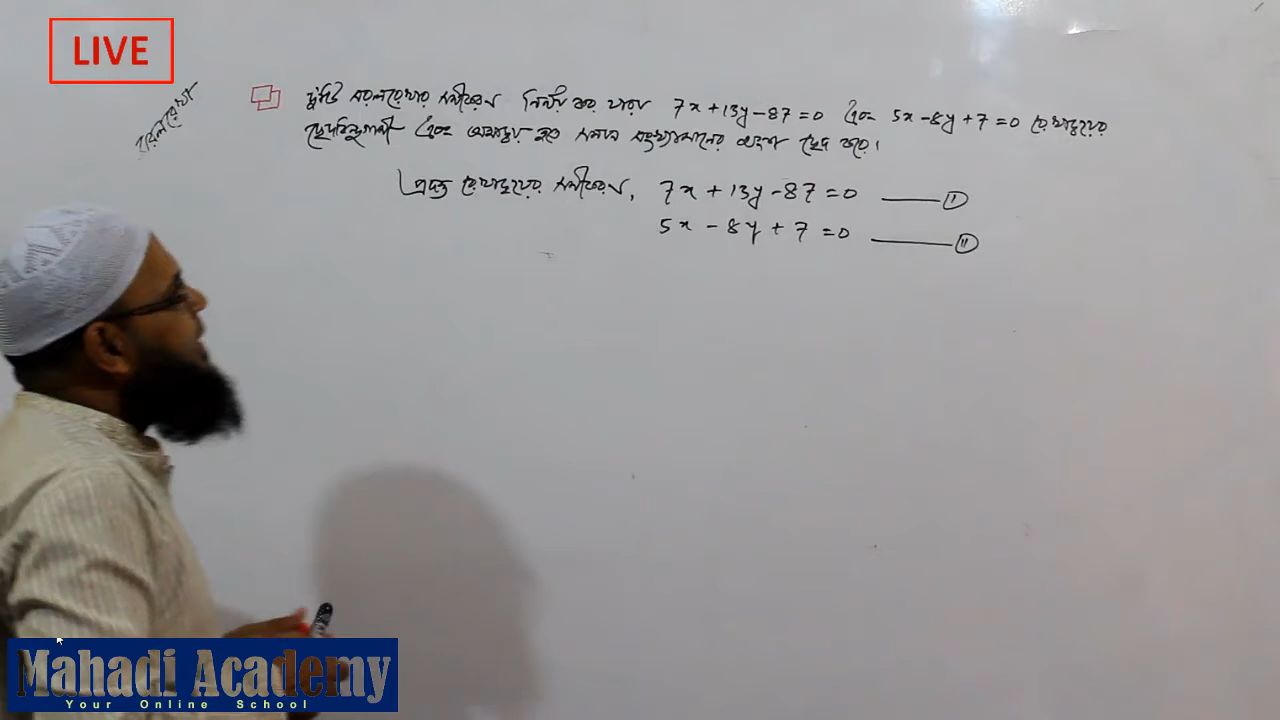 LIVE
সরলরেখা
দুইটি সরলরেখার সমীকরণ নির্ণয় কর যারা 7x + 13y - 87 = 0 এবং 5x - 8y + 7 = 0 রেখাদ্বয়ের
ছেদবিন্দুগামী এবং অক্ষদ্বয় হতে সমান সংখ্যামানের অংশ ছেদ করে।
প্রদত্ত রেখাদ্বয়ের সমীকরণ, 7x + 13y - 87 = 0 ——— (i)
5x - 8y + 7 = 0 ——— (ii)
Mahadi Academy
Your Online School